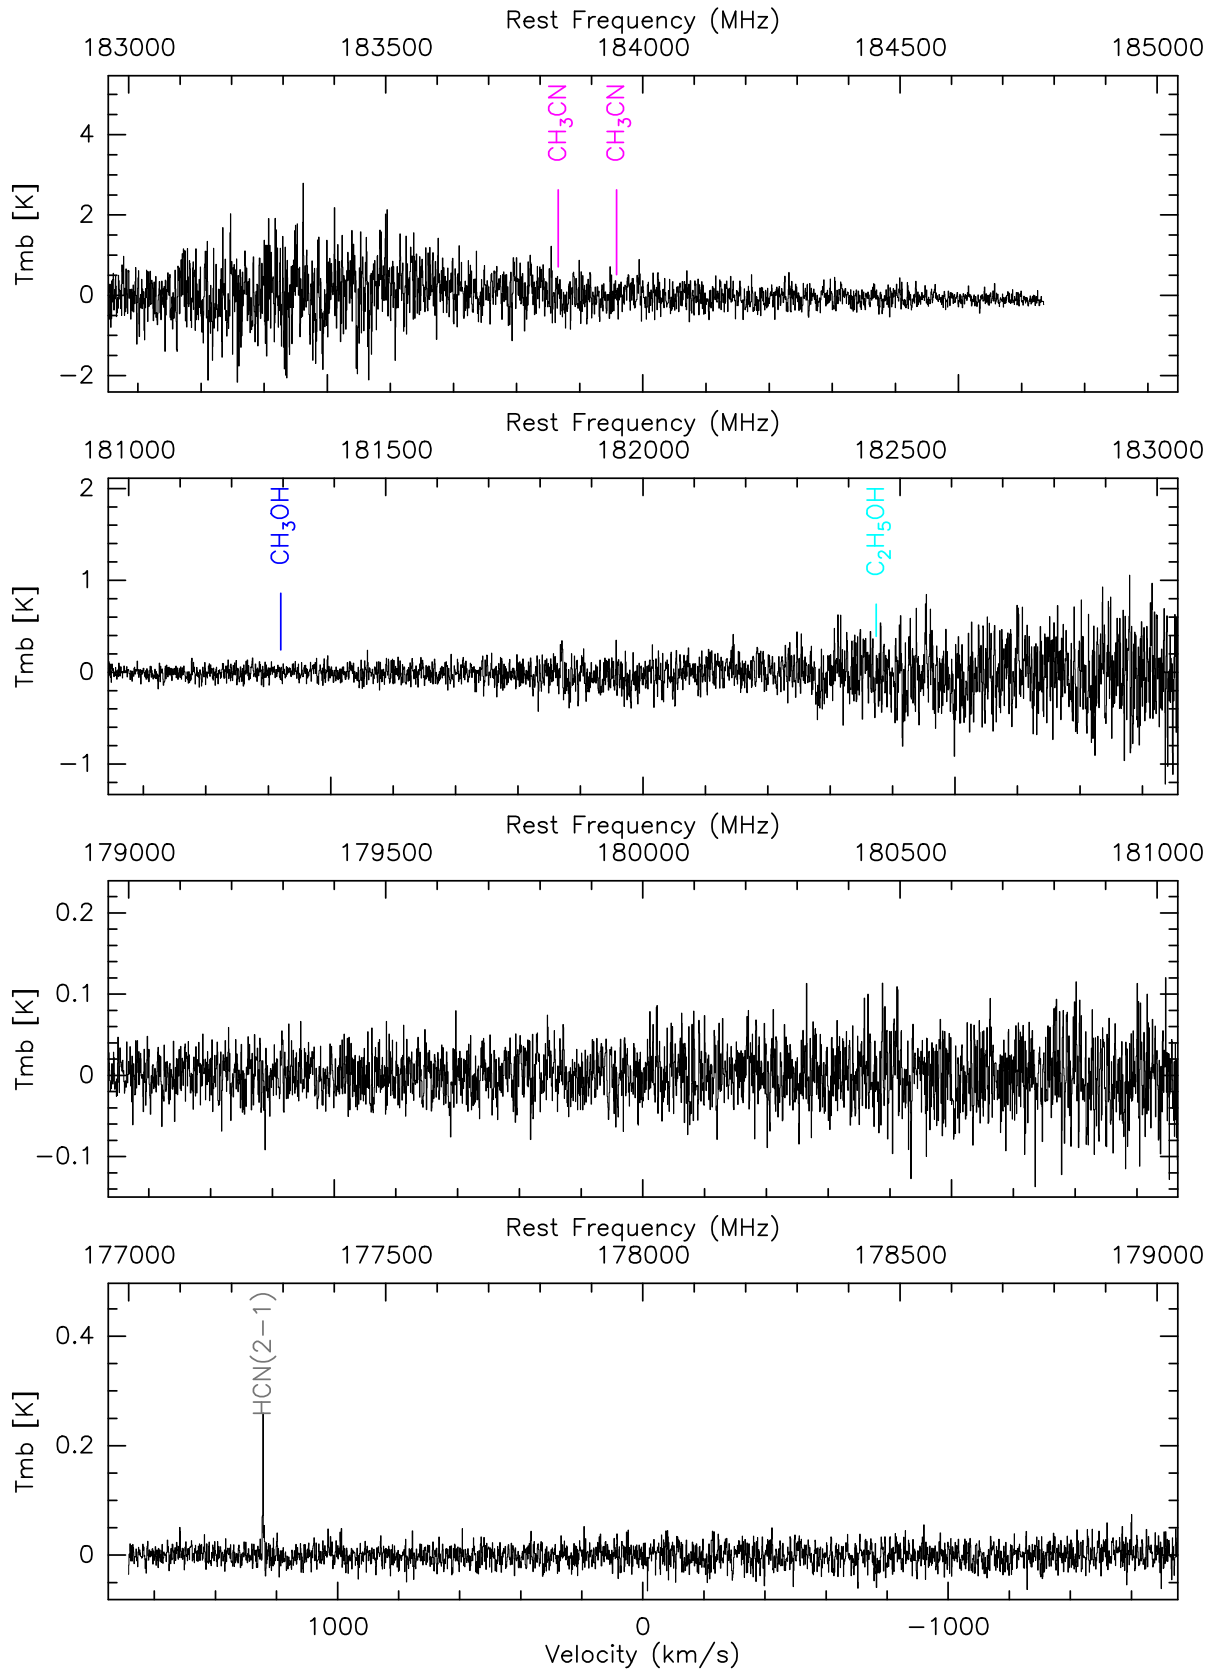 Rest Frequency (MHz)
183000 183500 184000 184500 185000
CH₃CN CH₃CN
4
2
0
−2
Tmb [K]
Rest Frequency (MHz)
181000 181500 182000 182500 183000
CH₃OH C₂H₅OH
2
1
0
−1
Tmb [K]
Rest Frequency (MHz)
179000 179500 180000 180500 181000
0.2
0.1
0
−0.1
Tmb [K]
Rest Frequency (MHz)
177000 177500 178000 178500 179000
HCN(2−1)
0.4
0.2
0
Tmb [K]
1000 0 −1000
Velocity (km/s)